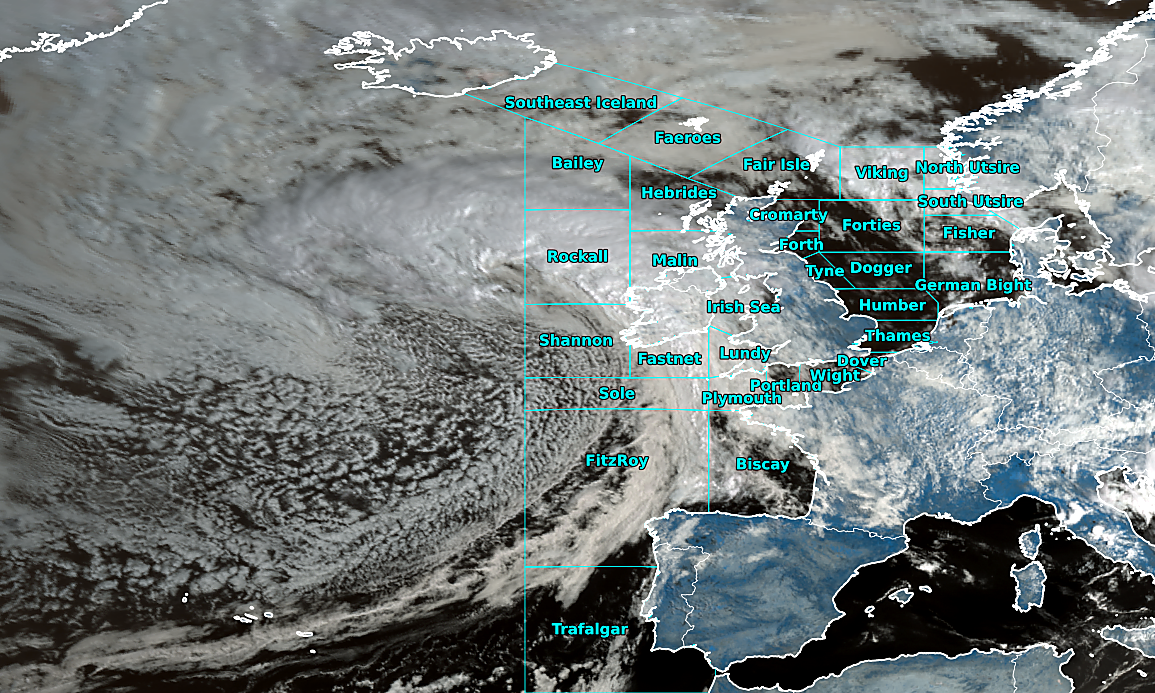 Southeast Iceland
Faeroes
Bailey
Fair Isle
Viking
North Utsire
Hebrides
South Utsire
Cromarty
Forties
Fisher
Forth
Rockall
Malin
Tyne
Dogger
German Bight
Irish Sea
Humber
Thames
Shannon
Fastnet
Lundy
Dover
Wight
Portland
Sole
Plymouth
FitzRoy
Biscay
Trafalgar